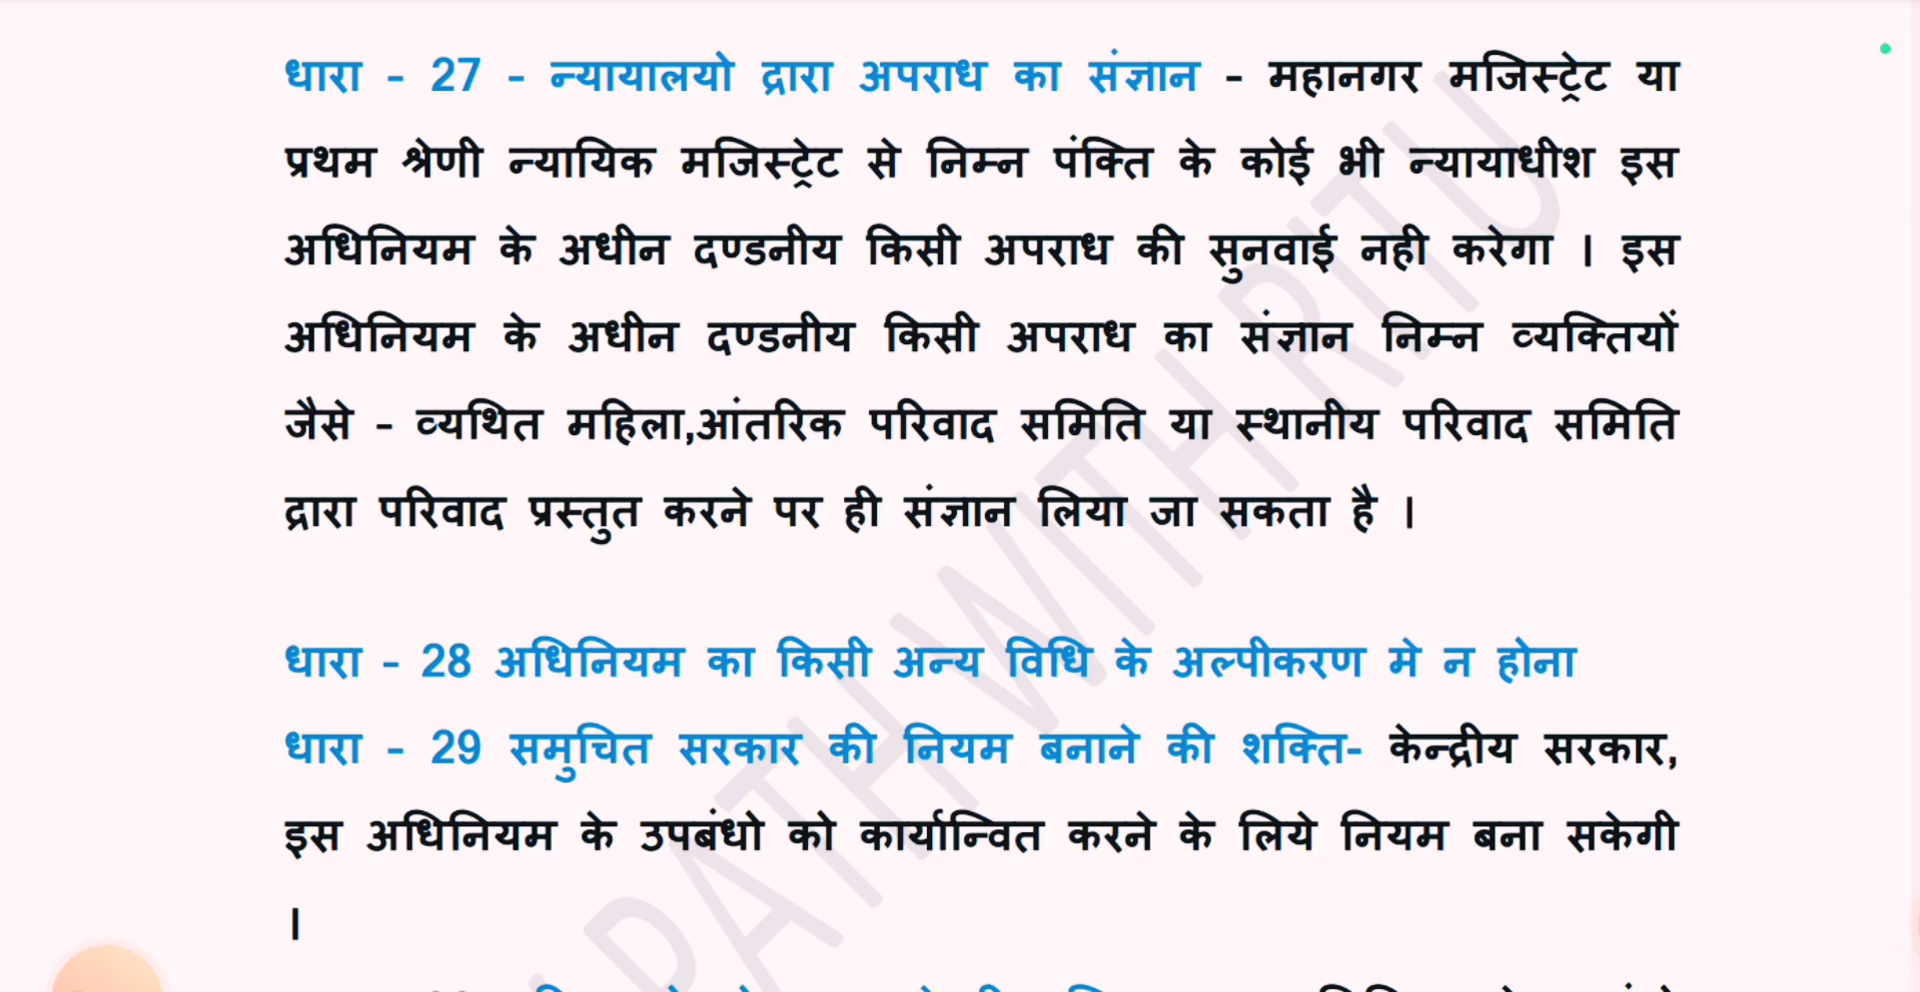 धारा - 27 - न्यायालयो द्रारा अपराध का संज्ञान - महानगर मजिस्ट्रेट या
प्रथम श्रेणी न्यायिक मजिस्ट्रेट से निम्न पंक्ति के कोई भी न्यायाधीश इस
अधिनियम के अधीन दण्डनीय किसी अपराध की सुनवाई नही करेगा । इस
अधिनियम के अधीन दण्डनीय किसी अपराध का संज्ञान निम्न व्यक्तियों
जैसे - व्यथित महिला,आंतरिक परिवाद समिति या स्थानीय परिवाद समिति
द्रारा परिवाद प्रस्तुत करने पर ही संज्ञान लिया जा सकता है ।
धारा - 28 अधिनियम का किसी अन्य विधि के अल्पीकरण मे न होना
धारा - 29 समुचित सरकार की नियम बनाने की शक्ति- केन्द्रीय सरकार,
इस अधिनियम के उपबंधो को कार्यान्वित करने के लिये नियम बना सकेगी
।
PATH WITH RITU